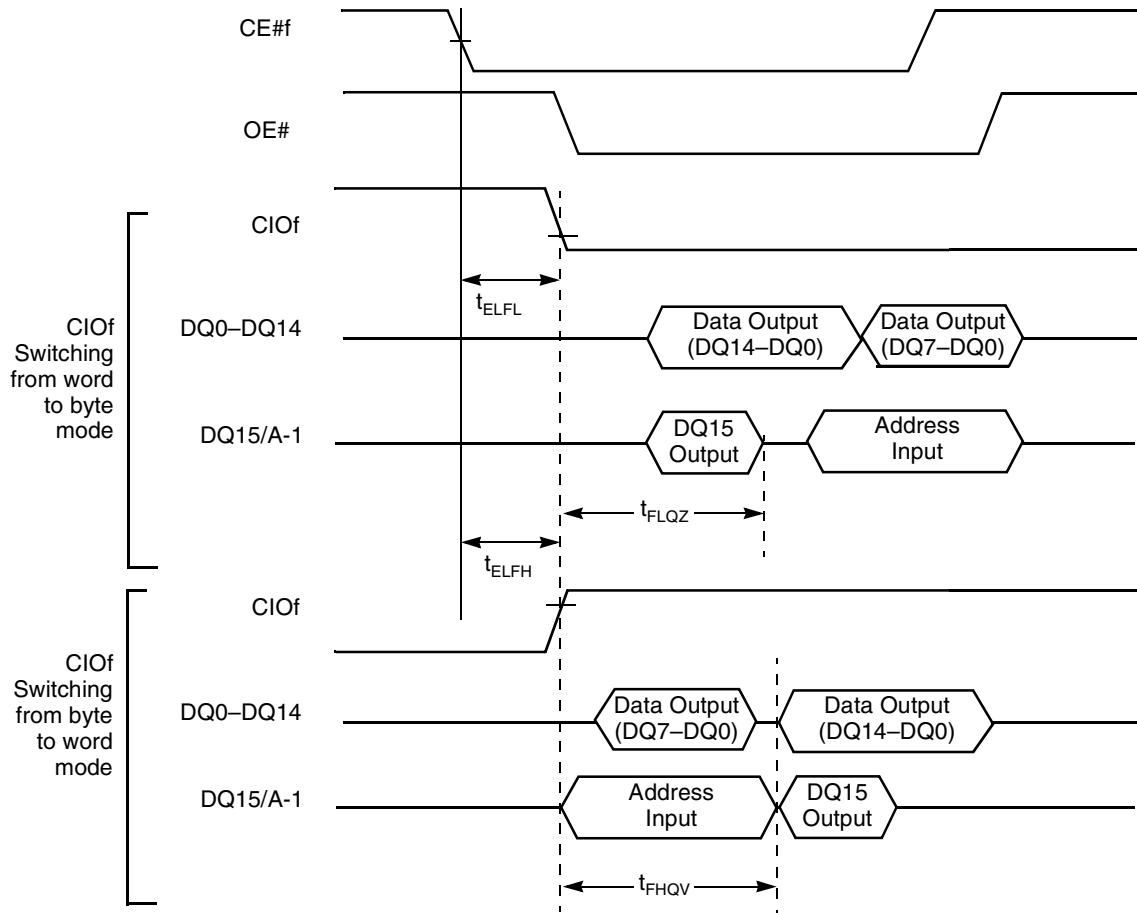 CE#f
OE#
CIOf
tELFL
CIOf
Switching
from word
to byte
mode
DQ0–DQ14
Data Output
(DQ14–DQ0)
Data Output
(DQ7–DQ0)
DQ15/A-1
DQ15
Output
Address
Input
tFLQZ
tELFH
CIOf
CIOf
Switching
from byte
to word
mode
DQ0–DQ14
Data Output
(DQ7–DQ0)
Data Output
(DQ14–DQ0)
DQ15/A-1
Address
Input
DQ15
Output
tFHQV